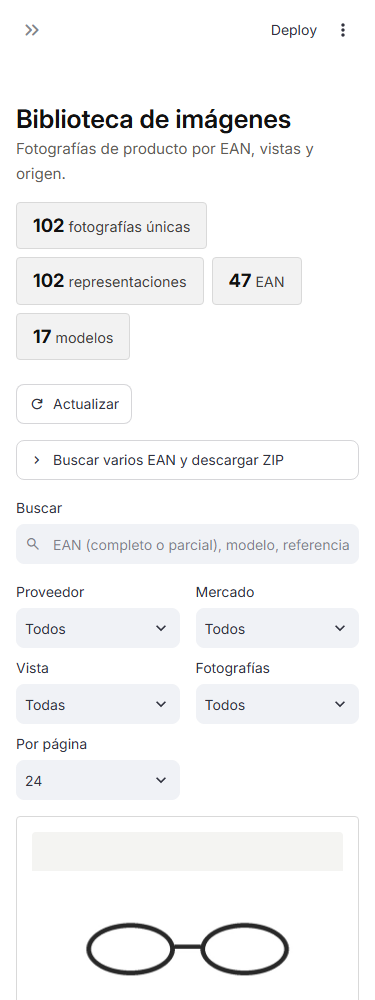 Deploy
Biblioteca de imágenes
Fotografías de producto por EAN, vistas y
origen.
102 fotografías únicas
102 representaciones
47 EAN
17 modelos
Actualizar
Buscar varios EAN y descargar ZIP
Buscar
EAN (completo o parcial), modelo, referencia
Proveedor
Mercado
Todos
Todos
Vista
Fotografías
Todas
Todos
Por página
24